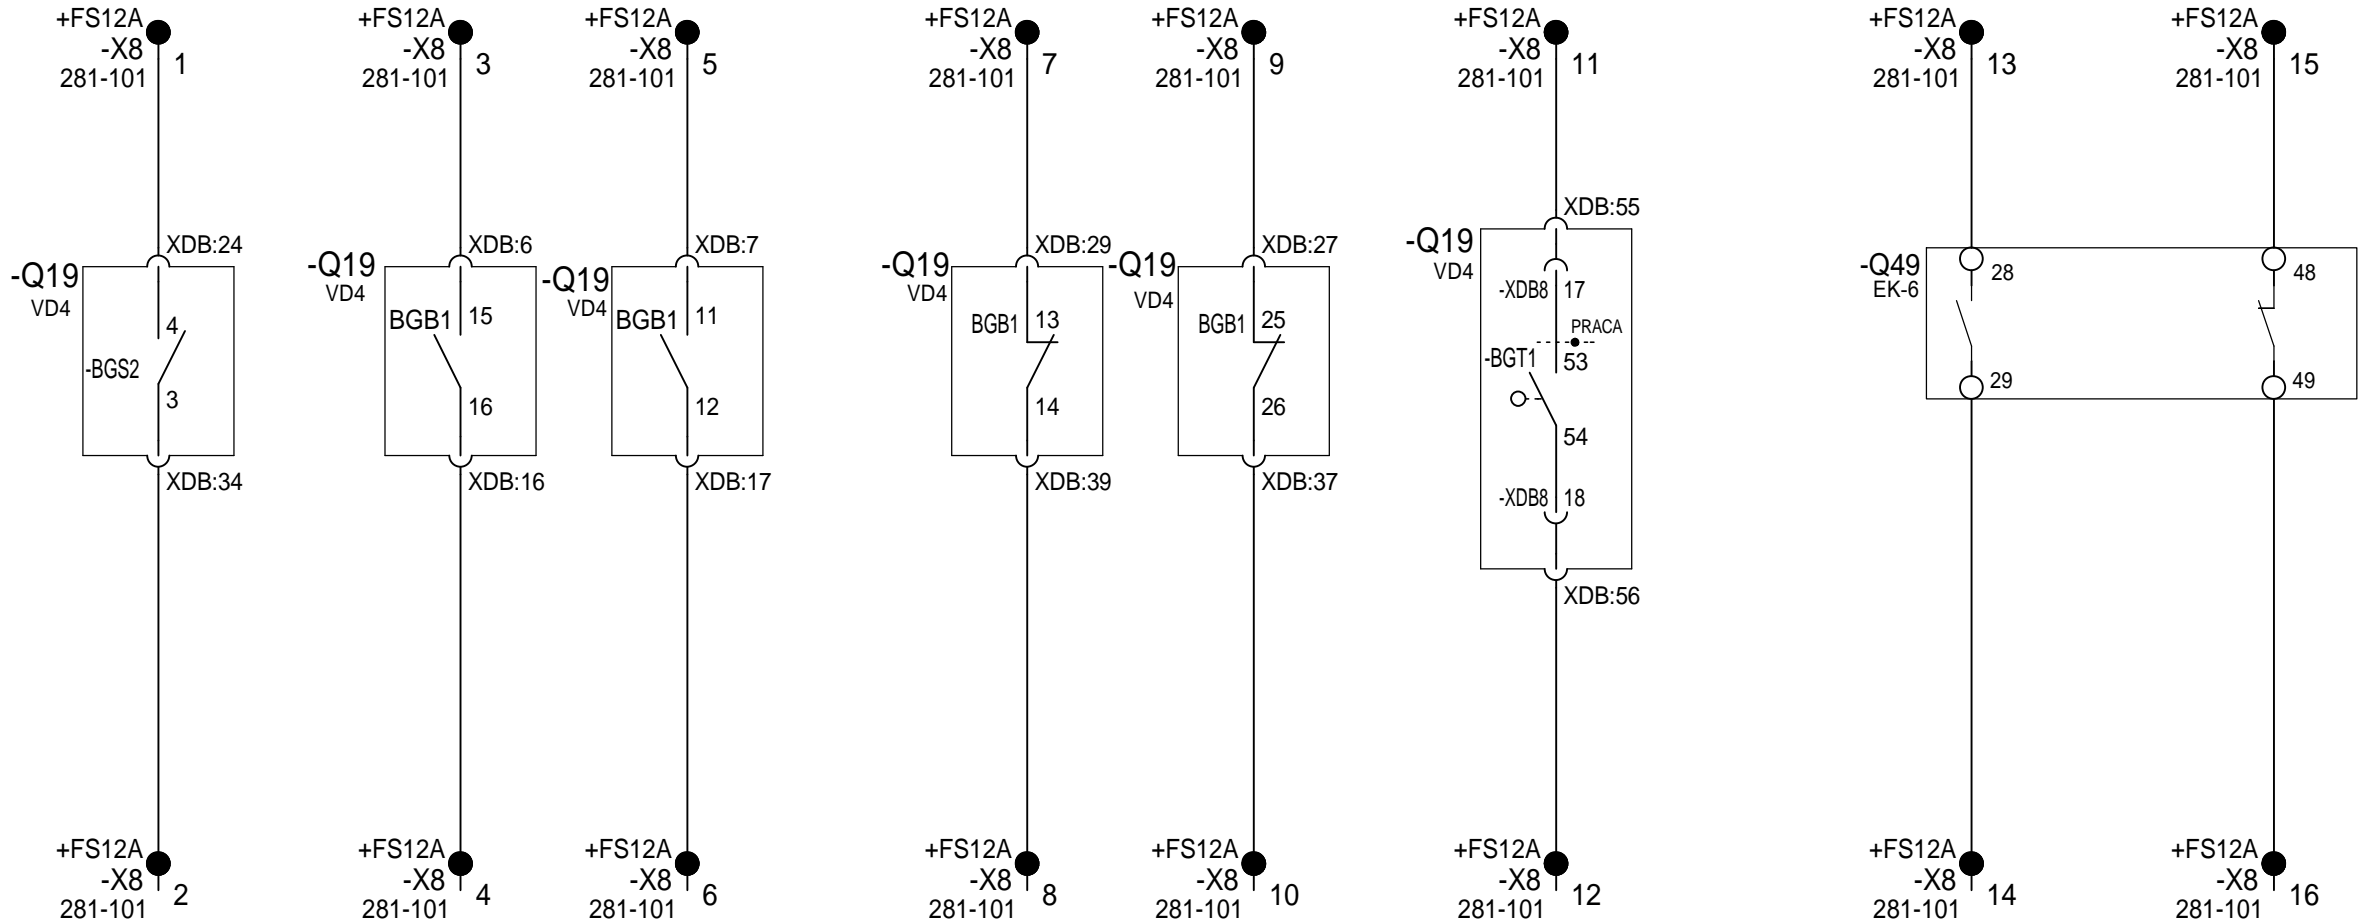 +FS12A
-X8
281-101
1
XDB:24
-Q19
VD4
4
-BGS2
3
XDB:34
+FS12A
-X8
281-101
2
+FS12A
-X8
281-101
3
XDB:6
-Q19
VD4
BGB1
15
16
XDB:16
+FS12A
-X8
281-101
4
+FS12A
-X8
281-101
5
XDB:7
-Q19
VD4
BGB1
11
12
XDB:17
+FS12A
-X8
281-101
6
+FS12A
-X8
281-101
7
XDB:29
-Q19
VD4
BGB1
13
14
XDB:39
+FS12A
-X8
281-101
8
+FS12A
-X8
281-101
9
XDB:27
-Q19
VD4
BGB1
25
26
XDB:37
+FS12A
-X8
281-101
10
+FS12A
-X8
281-101
11
XDB:55
-Q19
VD4
-XDB8
17
PRACA
-BGT1
53
54
-XDB8
18
XDB:56
+FS12A
-X8
281-101
12
+FS12A
-X8
281-101
13
-Q49
EK-6
28
29
+FS12A
-X8
281-101
14
+FS12A
-X8
281-101
15
48
49
+FS12A
-X8
281-101
16